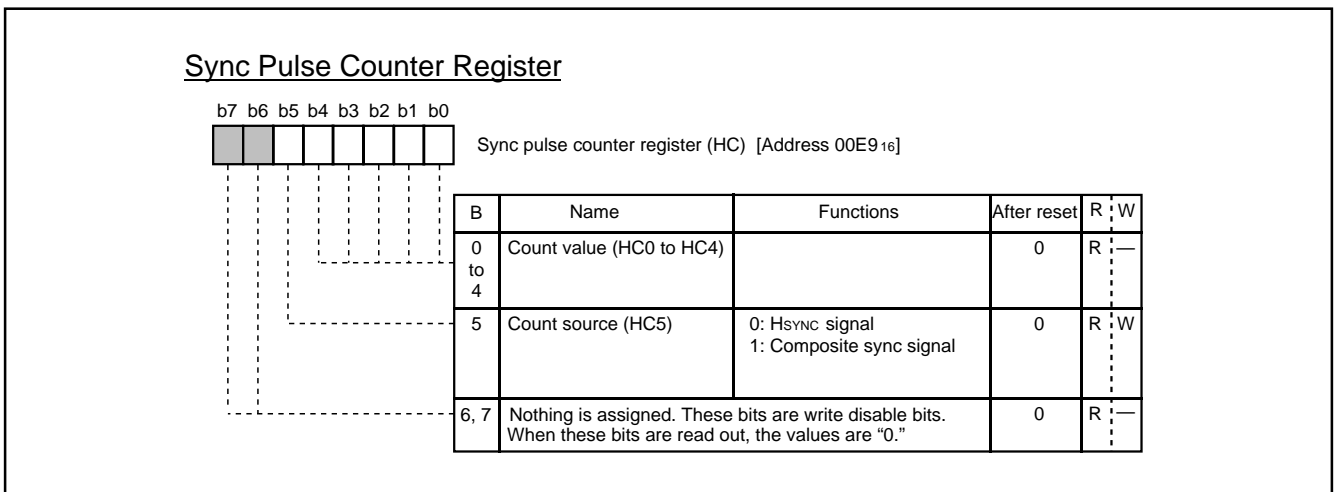 Sync Pulse Counter Register
b7 b6 b5 b4 b3 b2 b1 b0
Sync pulse counter register (HC) [Address 00E916]
B Name Functions After reset R W
0 to 4 Count value (HC0 to HC4) 0 R —
5 Count source (HC5) 0: HSYNC signal 0 R W
1: Composite sync signal
6, 7 Nothing is assigned. These bits are write disable bits. 0 R —
When these bits are read out, the values are “0.”